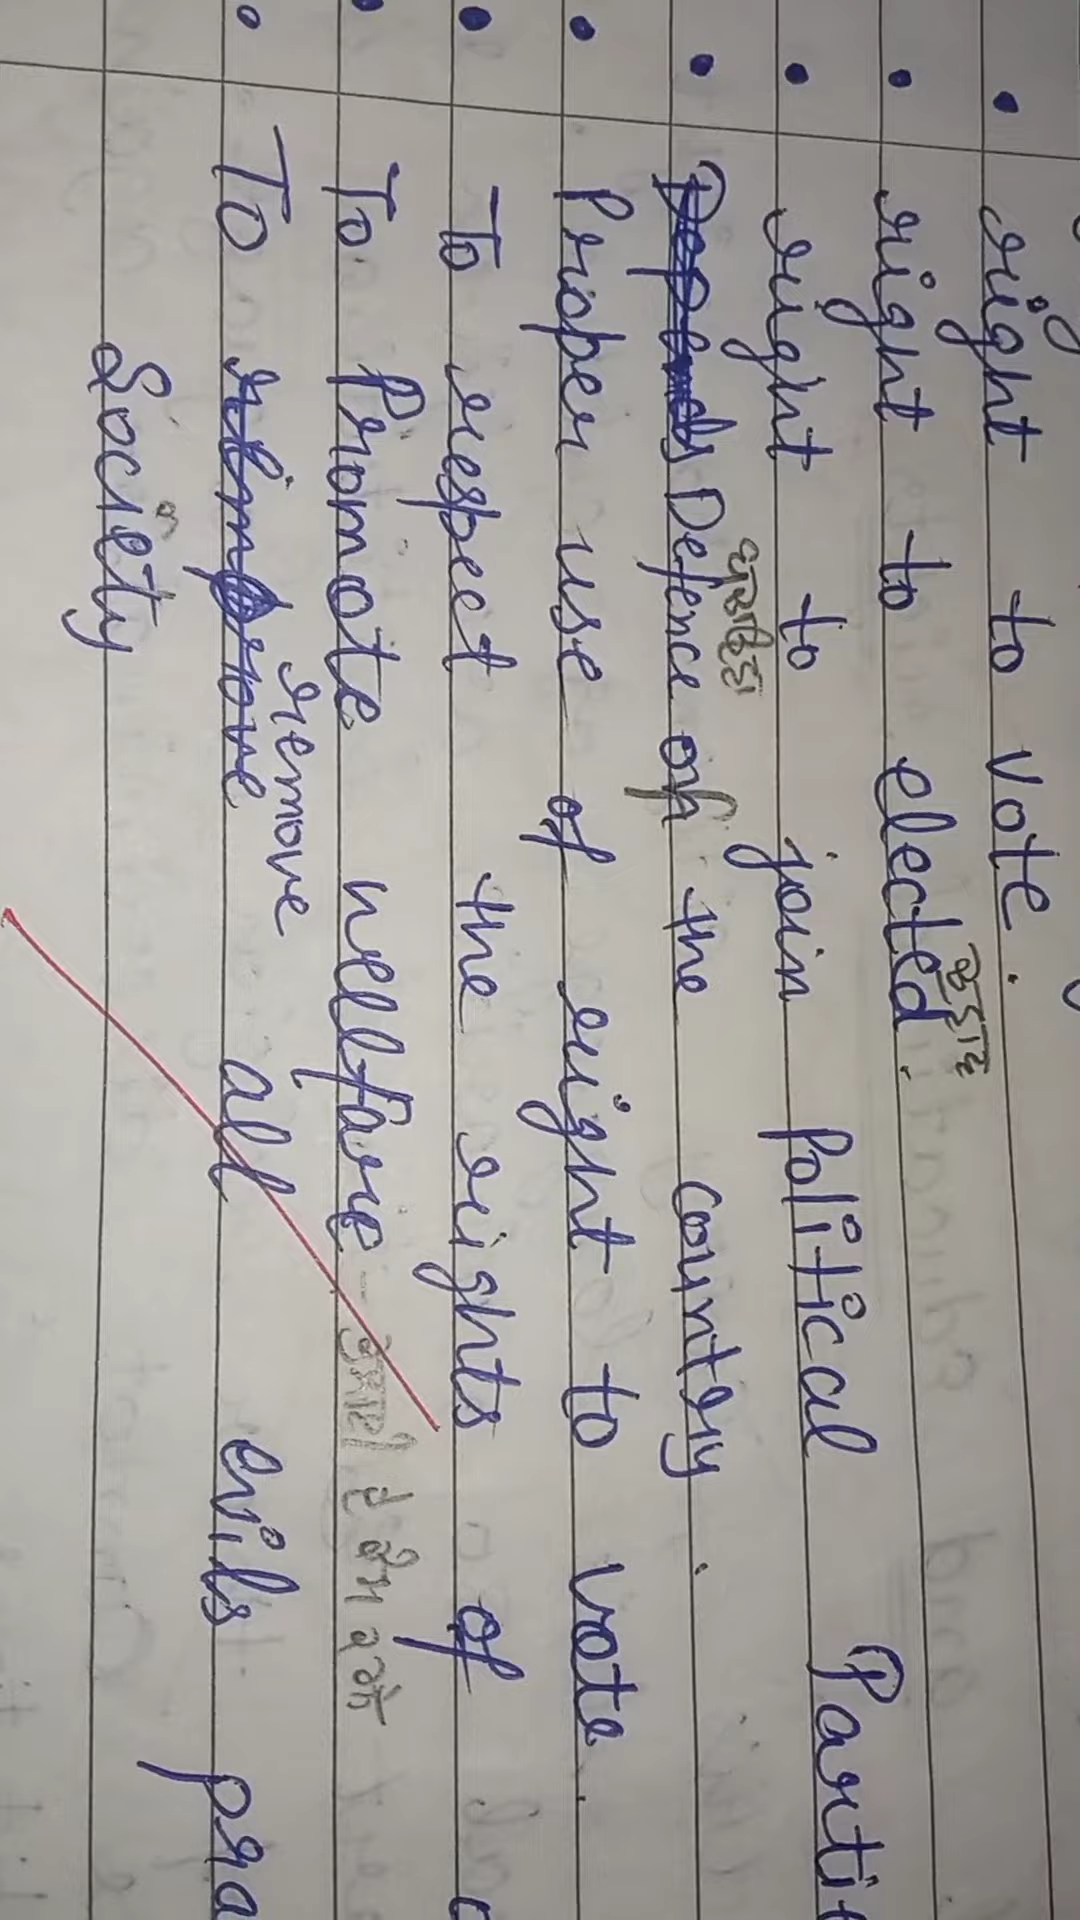 • right to vote.
• right to elected.
• right to join political Parti
• Defence of the country.
• Proper use of right to vote.
• To respect the rights of
• To Promote wellfare
• To remove all evils pra
Society